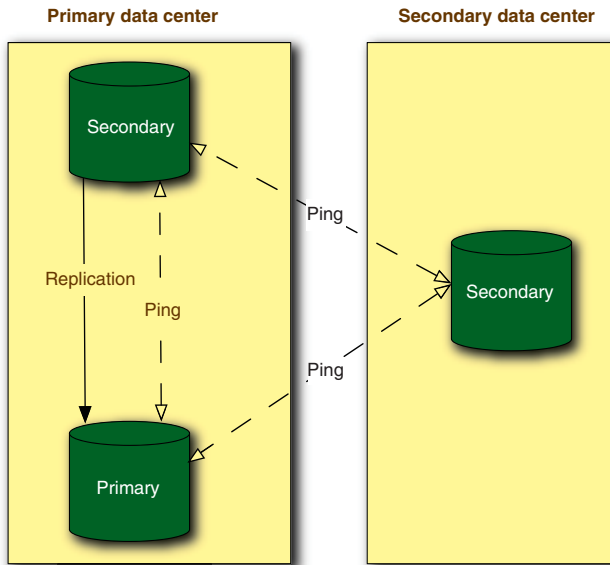 Primary data center
Secondary data center
Secondary
Ping
Replication
Ping
Secondary
Ping
Primary